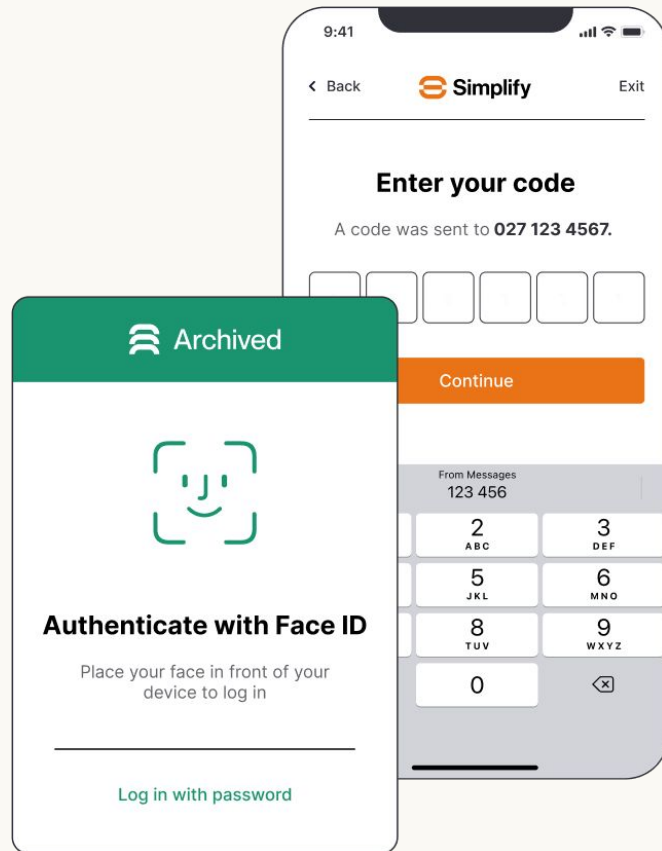 9:41
Back
Simplify
Exit
Enter your code
A code was sent to 027 123 4567.
Continue
From Messages
123 456
2
ABC
3
DEF
5
JKL
6
MNO
8
TUV
9
WXYZ
0
Archived
Authenticate with Face ID
Place your face in front of your
device to log in
Log in with password